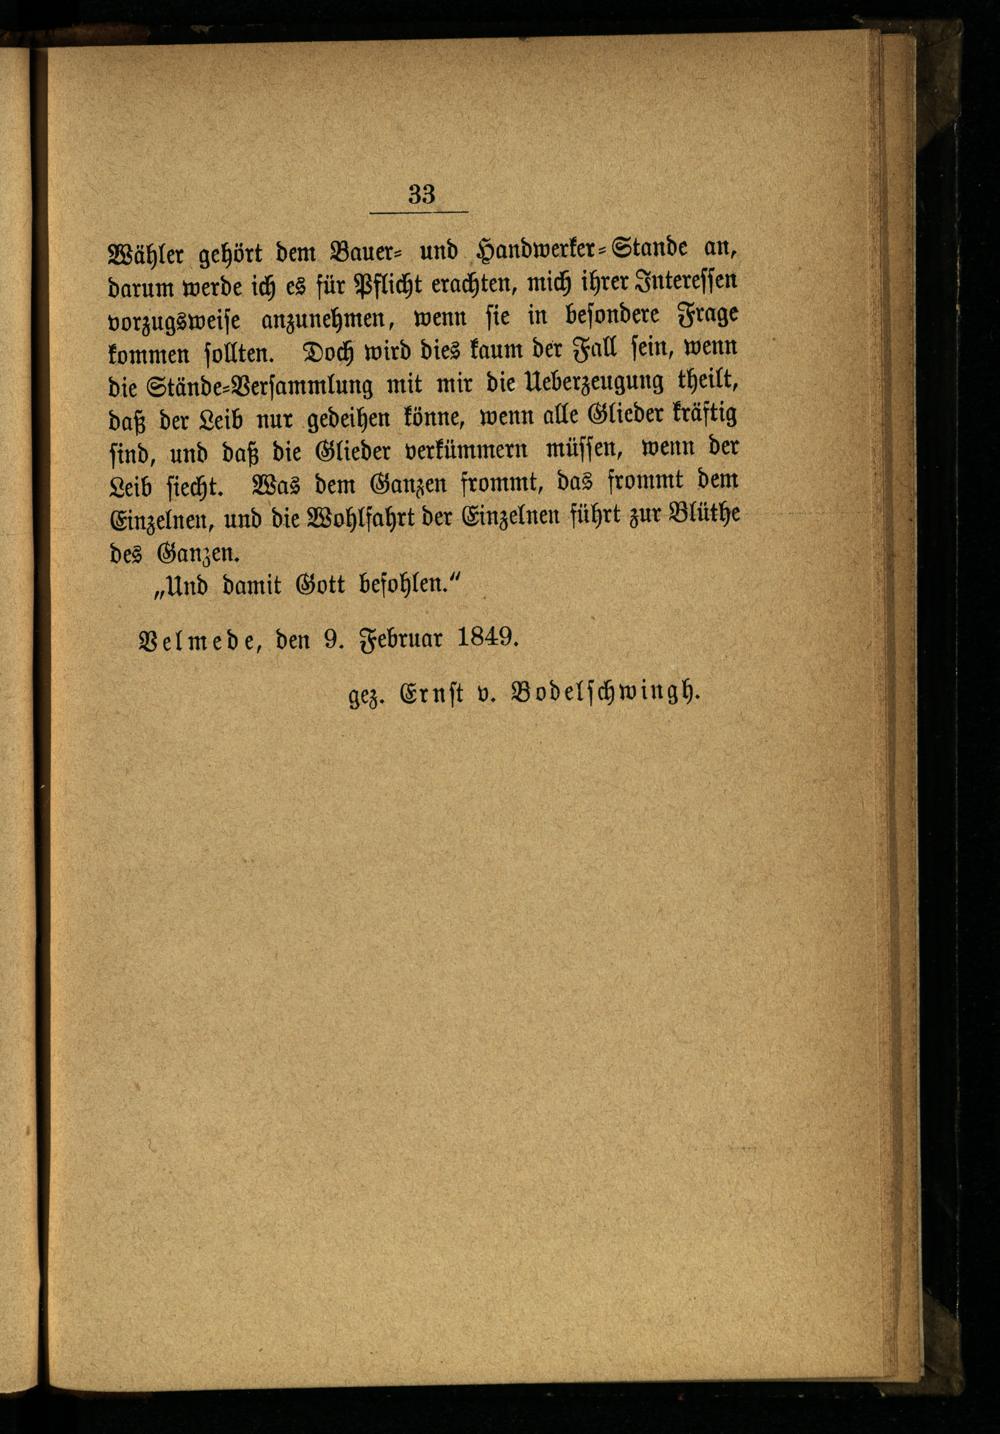 33
Wähler gehört dem Bauer- und Handwerker-Stande an,
darum werde ich es für Pflicht erachten, mich ihrer Interessen
vorzugsweise anzunehmen, wenn sie in besondere Frage
kommen sollten. Doch wird dies kaum der Fall sein, wenn
die Stände-Versammlung mit mir die Ueberzeugung theilt,
daß der Leib nur gedeihen könne, wenn alle Glieder kräftig
sind, und daß die Glieder verkümmern müssen, wenn der
Leib siecht. Was dem Ganzen frommt, das frommt dem
Einzelnen, und die Wohlfahrt der Einzelnen führt zur Blüthe
des Ganzen.
„Und damit Gott befohlen.“
Velmede, den 9. Februar 1849.
gez. Ernst v. Bodelschwingh.